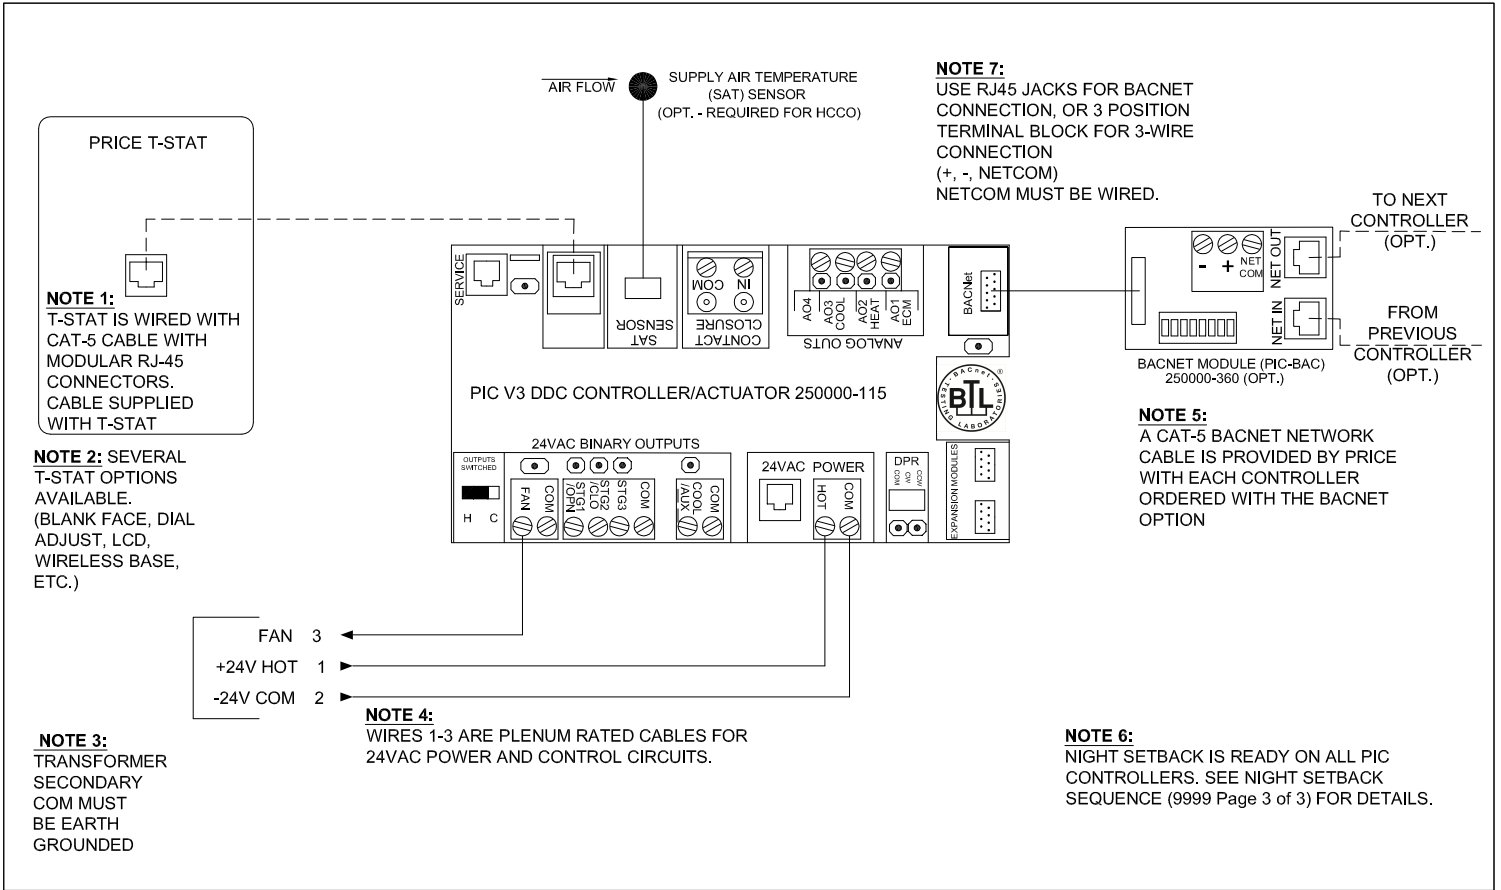 AIR FLOW
SUPPLY AIR TEMPERATURE
(SAT) SENSOR
(OPT. - REQUIRED FOR HCCO)
NOTE 7:
USE RJ45 JACKS FOR BACNET
CONNECTION, OR 3 POSITION
TERMINAL BLOCK FOR 3-WIRE
CONNECTION
(+, -, NETCOM)
NETCOM MUST BE WIRED.
PRICE T-STAT
NOTE 1:
T-STAT IS WIRED WITH
CAT-5 CABLE WITH
MODULAR RJ-45
CONNECTORS.
CABLE SUPPLIED
WITH T-STAT
NOTE 2: SEVERAL
T-STAT OPTIONS
AVAILABLE.
(BLANK FACE, DIAL
ADJUST, LCD,
WIRELESS BASE,
ETC.)
SERVICE
SAT
SENSOR
COM
IN
CONTACT
CLOSURE
AO4
AO3
COOL
AO2
HEAT
AO1
ECM
ANALOG OUTS
BACNet
PIC V3 DDC CONTROLLER/ACTUATOR 250000-115
BACnet · TESTING LABORATORIES ·
BTL
®
24VAC BINARY OUTPUTS
OUTPUTS
SWITCHED
H C
FAN
COM
STG1
/OPN
STG2
/CLO
STG3
COM
COOL
/AUX
COM
24VAC POWER
HOT
COM
DPR
COM
CW
CCW
EXPANSION MODULES
- +
NET
COM
NET OUT
NET IN
TO NEXT
CONTROLLER
(OPT.)
FROM
PREVIOUS
CONTROLLER
(OPT.)
BACNET MODULE (PIC-BAC)
250000-360 (OPT.)
NOTE 5:
A CAT-5 BACNET NETWORK
CABLE IS PROVIDED BY PRICE
WITH EACH CONTROLLER
ORDERED WITH THE BACNET
OPTION
FAN 3
+24V HOT 1
-24V COM 2
NOTE 3:
TRANSFORMER
SECONDARY
COM MUST
BE EARTH
GROUNDED
NOTE 4:
WIRES 1-3 ARE PLENUM RATED CABLES FOR
24VAC POWER AND CONTROL CIRCUITS.
NOTE 6:
NIGHT SETBACK IS READY ON ALL PIC
CONTROLLERS. SEE NIGHT SETBACK
SEQUENCE (9999 Page 3 of 3) FOR DETAILS.